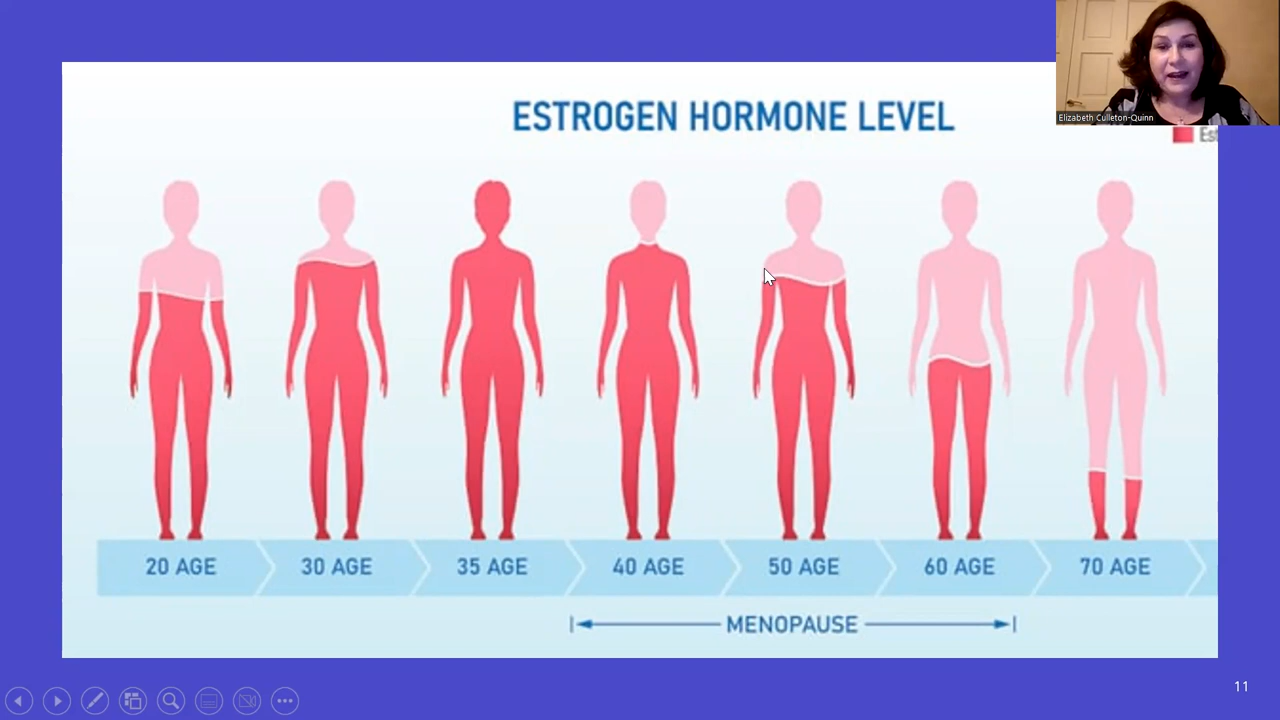 ESTROGEN HORMONE LEVEL
Elizabeth Culleton-Quinn
20 AGE
30 AGE
35 AGE
40 AGE
50 AGE
60 AGE
70 AGE
MENOPAUSE
11